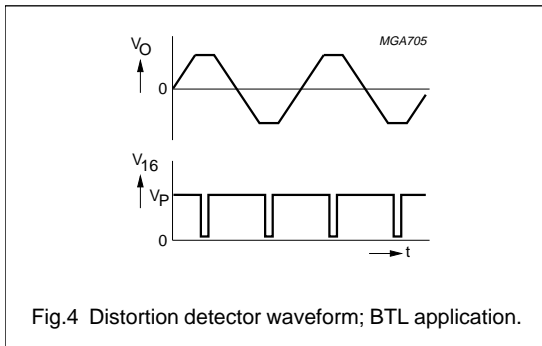 MGA705
VO
0
V16
VP
0
t
Fig.4 Distortion detector waveform; BTL application.